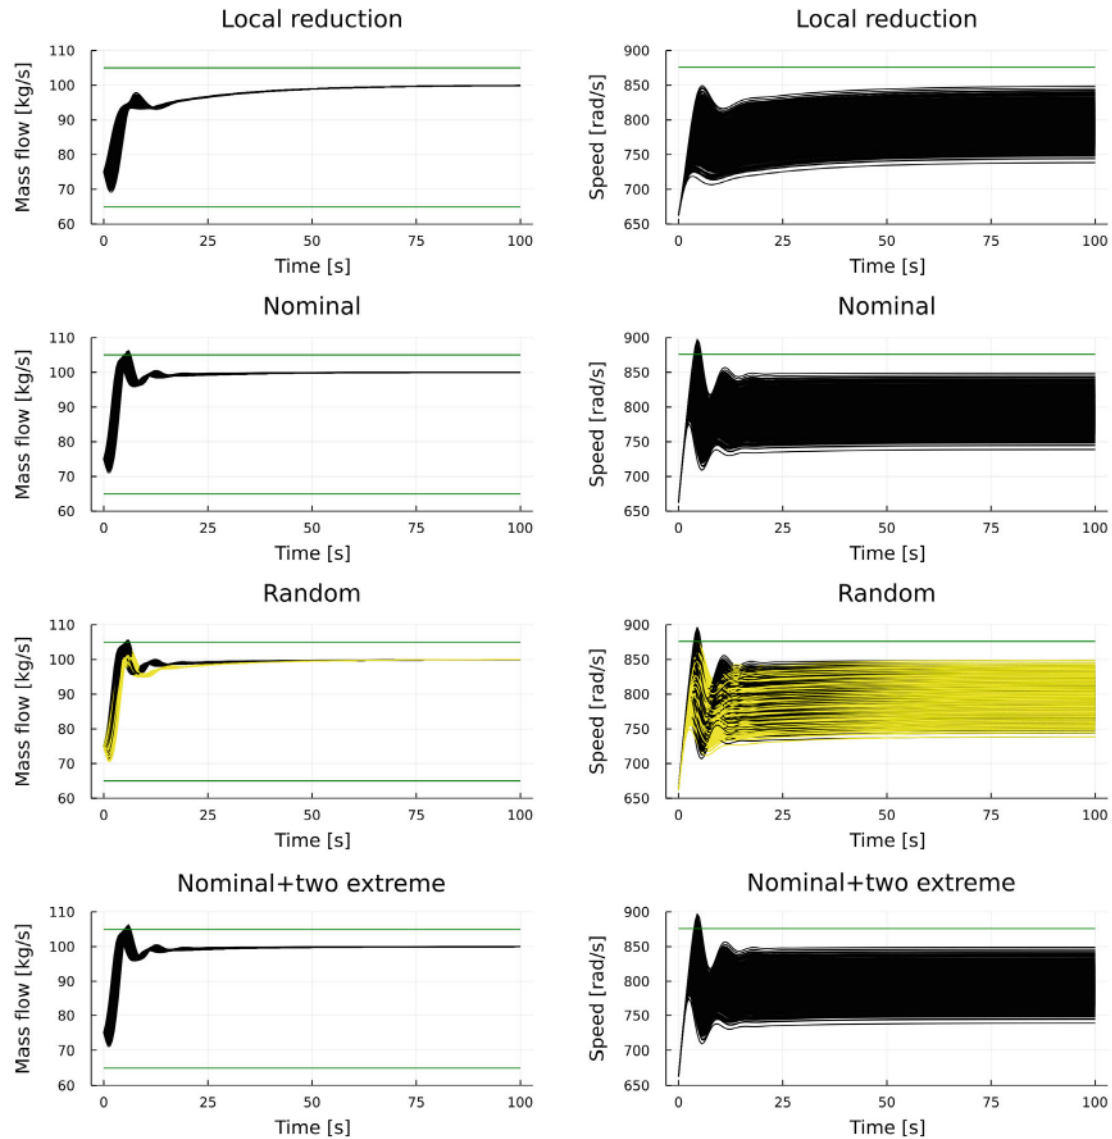 Local reduction
Local reduction
Mass flow [kg/s]
110
100
90
80
70
60
0 25 50 75 100
Time [s]
Speed [rad/s]
900
850
800
750
700
650
0 25 50 75 100
Time [s]
Nominal
Nominal
Mass flow [kg/s]
110
100
90
80
70
60
0 25 50 75 100
Time [s]
Speed [rad/s]
900
850
800
750
700
650
0 25 50 75 100
Time [s]
Random
Random
Mass flow [kg/s]
110
100
90
80
70
60
0 25 50 75 100
Time [s]
Speed [rad/s]
900
850
800
750
700
650
0 25 50 75 100
Time [s]
Nominal+two extreme
Nominal+two extreme
Mass flow [kg/s]
110
100
90
80
70
60
0 25 50 75 100
Time [s]
Speed [rad/s]
900
850
800
750
700
650
0 25 50 75 100
Time [s]